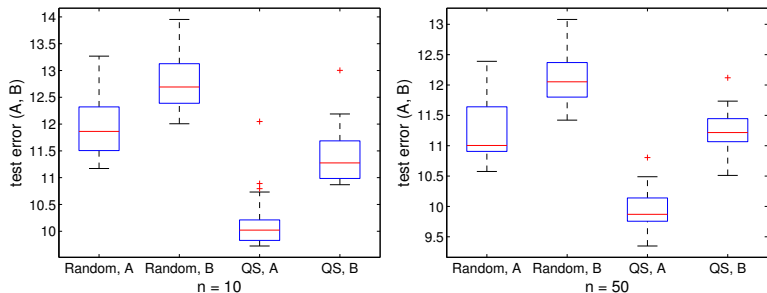 test error (A, B)
14
13.5
13
12.5
12
11.5
11
10.5
10
Random, A
Random, B
QS, A
QS, B
n = 10
test error (A, B)
13
12.5
12
11.5
11
10.5
10
9.5
Random, A
Random, B
QS, A
QS, B
n = 50